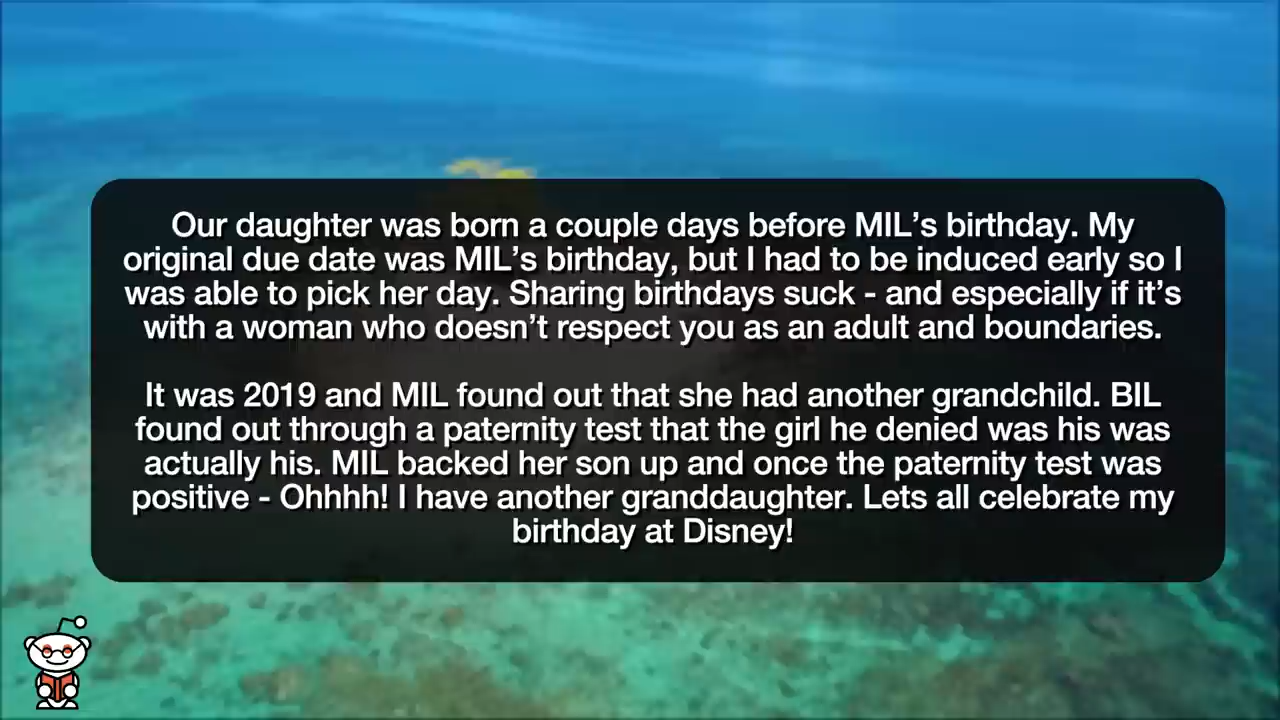 Our daughter was born a couple days before MIL’s birthday. My
original due date was MIL’s birthday, but I had to be induced early so I
was able to pick her day. Sharing birthdays suck - and especially if it’s
with a woman who doesn’t respect you as an adult and boundaries.
It was 2019 and MIL found out that she had another grandchild. BIL
found out through a paternity test that the girl he denied was his was
actually his. MIL backed her son up and once the paternity test was
positive - Ohhhh! I have another granddaughter. Lets all celebrate my
birthday at Disney!